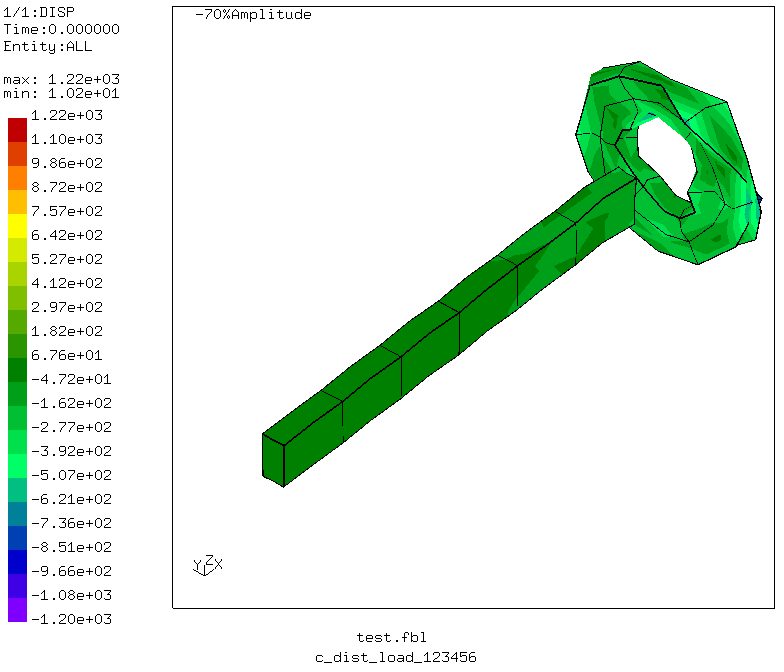 1/1:DISP
Time:0.000000
Entity:ALL
max: 1.22e+03
min: 1.02e+01
1.22e+03
1.10e+03
9.86e+02
8.72e+02
7.57e+02
6.42e+02
5.27e+02
4.12e+02
2.97e+02
1.82e+02
6.76e+01
-4.72e+01
-1.62e+02
-2.77e+02
-3.92e+02
-5.07e+02
-6.21e+02
-7.36e+02
-8.51e+02
-9.66e+02
-1.08e+03
-1.20e+03
-70%Amplitude
Y Z X
test.fbl
c_dist_load_123456